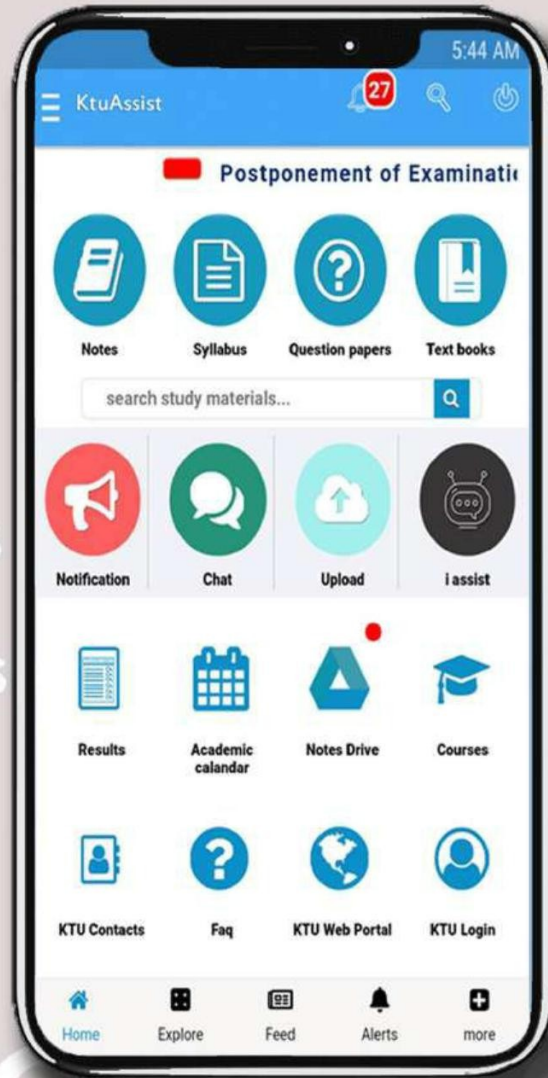 5:44 AM
KtuAssist
27
Postponement of Examinati
Notes Syllabus Question papers Text books
search study materials...
Notification Chat Upload i assist
Results Academic calandar Notes Drive Courses
KTU Contacts Faq KTU Web Portal KTU Login
Home Explore Feed Alerts more